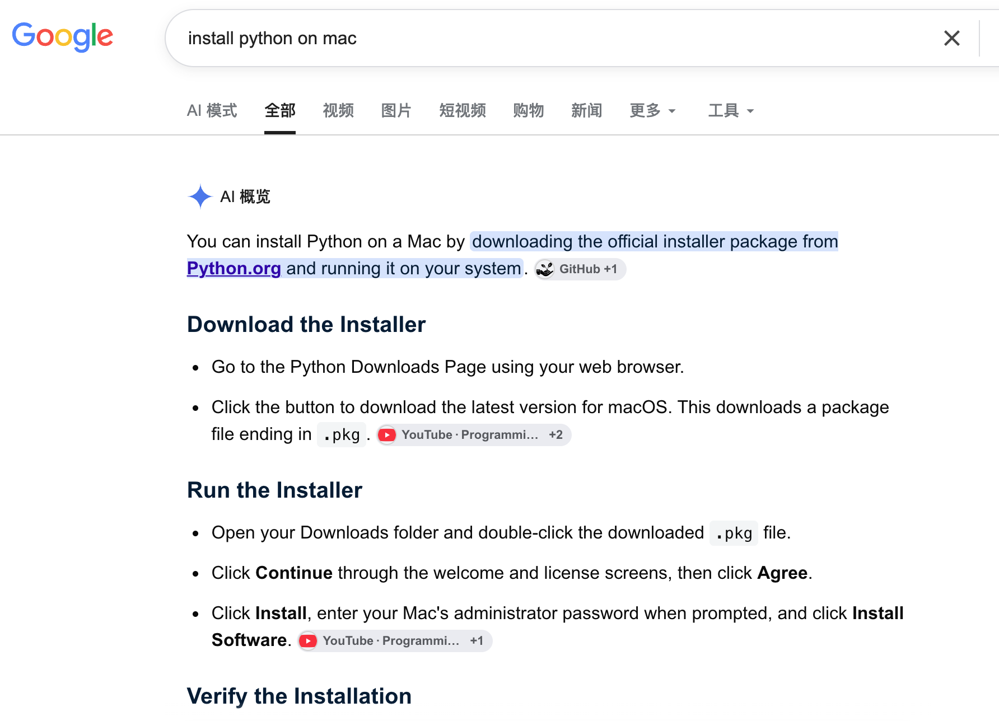 Google
install python on mac
AI 模式 全部 视频 图片 短视频 购物 新闻 更多 工具
AI 概览
You can install Python on a Mac by downloading the official installer package from
Python.org and running it on your system. GitHub +1
Download the Installer
Go to the Python Downloads Page using your web browser.
Click the button to download the latest version for macOS. This downloads a package
file ending in .pkg. YouTube · Programmi… +2
Run the Installer
Open your Downloads folder and double-click the downloaded .pkg file.
Click Continue through the welcome and license screens, then click Agree.
Click Install, enter your Mac's administrator password when prompted, and click Install
Software. YouTube · Programmi… +1
Verify the Installation